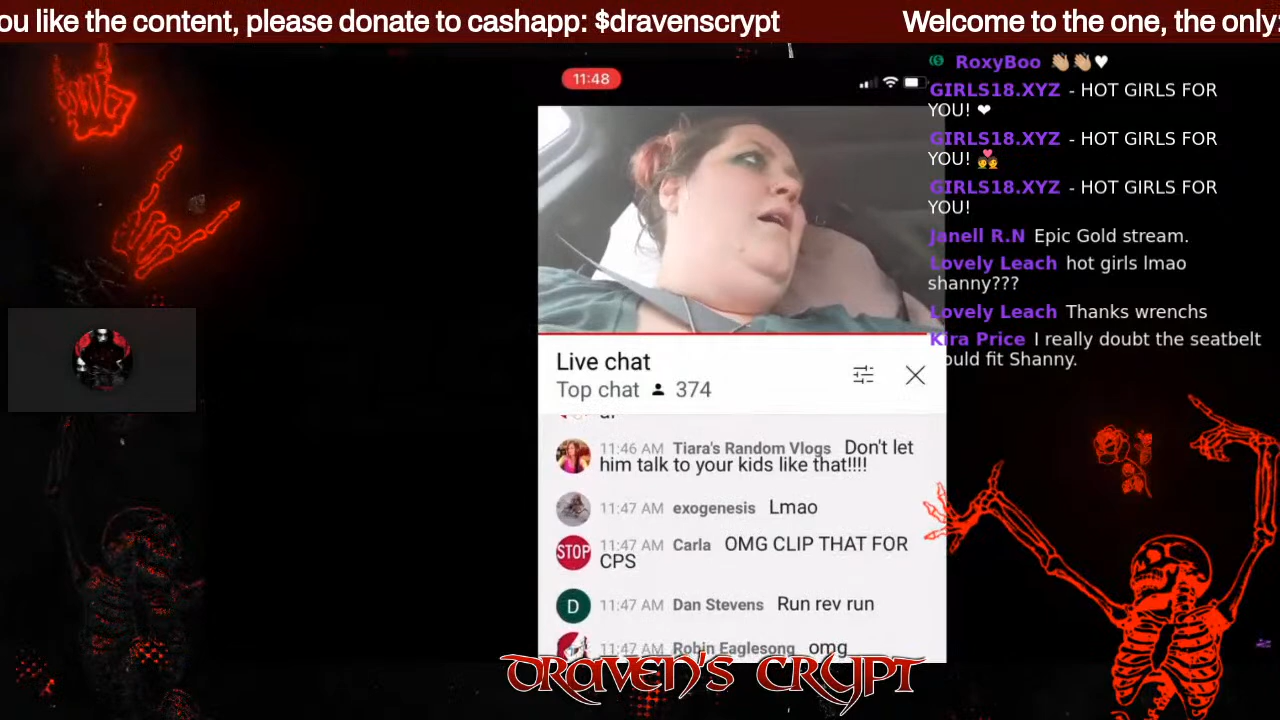 ou like the content, please donate to cashapp: $dravenscrypt
Welcome to the one, the only
11:48
RoxyBoo 👏🏼👏🏼♥
GIRLS18.XYZ - HOT GIRLS FOR
YOU! ❤
GIRLS18.XYZ - HOT GIRLS FOR
YOU! 💑
GIRLS18.XYZ - HOT GIRLS FOR
YOU!
Janell R.N Epic Gold stream.
Lovely Leach hot girls lmao
shanny???
Lovely Leach Thanks wrenchs
Kira Price I really doubt the seatbelt
ould fit Shanny.
Live chat
Top chat 374
11:46 AM Tiara's Random Vlogs Don't let
him talk to your kids like that!!!!
11:47 AM exogenesis Lmao
STOP 11:47 AM Carla OMG CLIP THAT FOR
CPS
D 11:47 AM Dan Stevens Run rev run
11:47 AM Robin Eaglesong omg
DRAVEN'S CRYPT